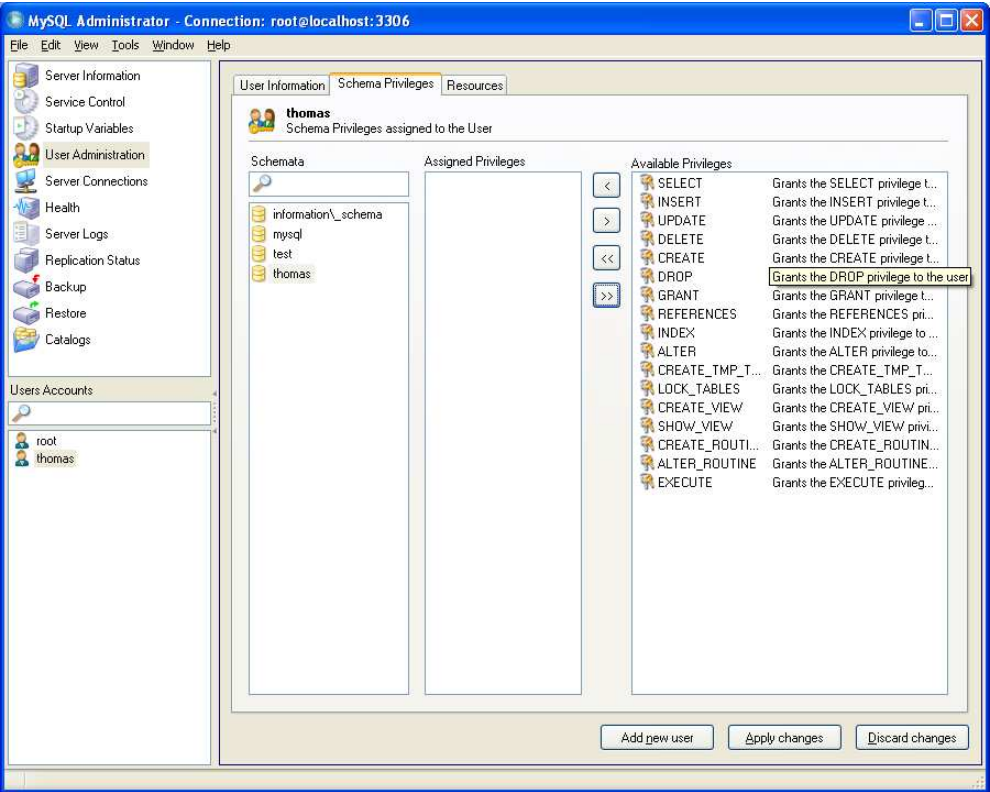 MySQL Administrator - Connection: root@localhost:3306
File Edit View Tools Window Help
Server Information
Service Control
Startup Variables
User Administration
Server Connections
Health
Server Logs
Replication Status
Backup
Restore
Catalogs
Users Accounts
root
thomas
User Information Schema Privileges Resources
thomas
Schema Privileges assigned to the User
Schemata
information\_schema
mysql
test
thomas
Assigned Privileges
<
>
<<
>>
Available Privileges
SELECT Grants the SELECT privilege t...
INSERT Grants the INSERT privilege t...
UPDATE Grants the UPDATE privilege ...
DELETE Grants the DELETE privilege t...
CREATE Grants the CREATE privilege t...
DROP Grants the DROP privilege to the user
GRANT Grants the GRANT privilege t...
REFERENCES Grants the REFERENCES pri...
INDEX Grants the INDEX privilege to ...
ALTER Grants the ALTER privilege to...
CREATE_TMP_T... Grants the CREATE_TMP_T...
LOCK_TABLES Grants the LOCK_TABLES pri...
CREATE_VIEW Grants the CREATE_VIEW pri...
SHOW_VIEW Grants the SHOW_VIEW privi...
CREATE_ROUTI... Grants the CREATE_ROUTIN...
ALTER_ROUTINE Grants the ALTER_ROUTINE...
EXECUTE Grants the EXECUTE privileg...
Add new user Apply changes Discard changes